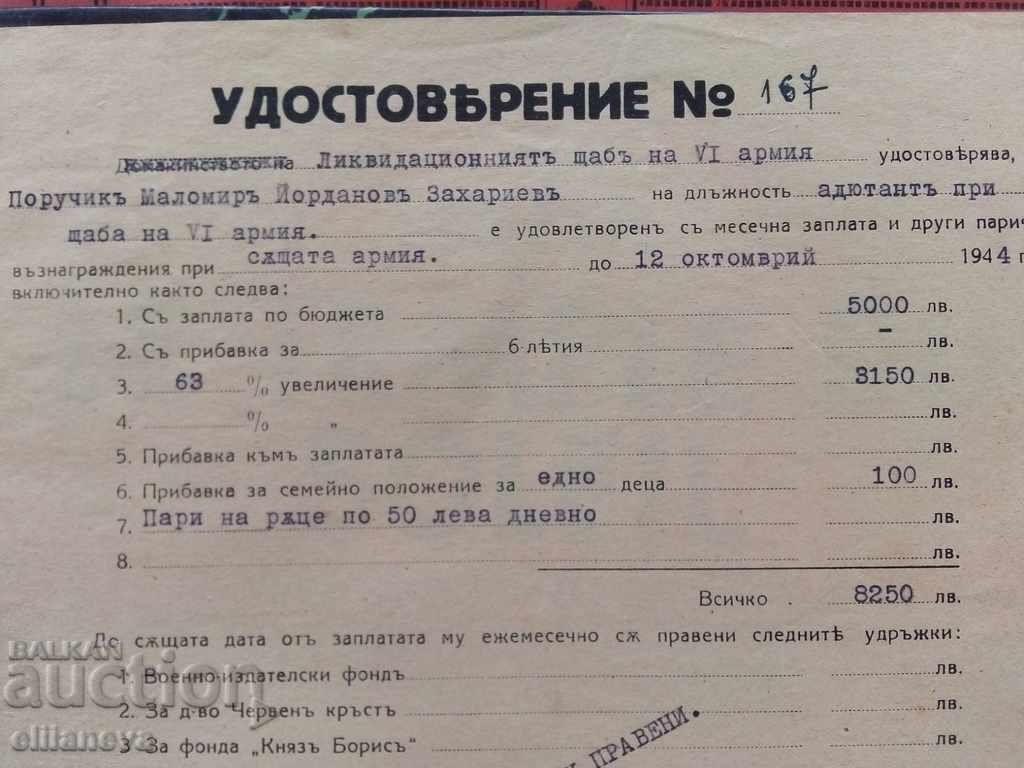 УДОСТОВѢРЕНИЕ № 167
на Ликвидационниятъ щабъ на VI армия удостовѣрява,
Поручикъ Маломиръ Йордановъ Захариевъ на длъжность адютантъ при
щаба на VI армия. е удовлетворенъ съ месечна заплата и други
възнаграждения при сѫщата армия. до 12 октомврий 1944 г
включително както следва:
1. Съ заплата по бюджета 5000 лв.
2. Съ прибавка за 6-лѣтия - лв.
3. 63 % увеличение 3150 лв.
4. % „ лв.
5. Прибавка къмъ заплатата лв.
6. Прибавка за семейно положение за едно деца 100 лв.
7. Пари на рѫце по 50 лева дневно лв.
8. лв.
Всичко 8250 лв.
До сѫщата дата отъ заплатата му ежемесечно сѫ правени следнитѣ удръжки:
1. Военно-издателски фондъ лв.
2. За д-во Червенъ кръстъ лв.
3 За фонда „Князъ Борисъ“ лв.
ПРАВЕНИ.
BALKAN
auction
ellianeva